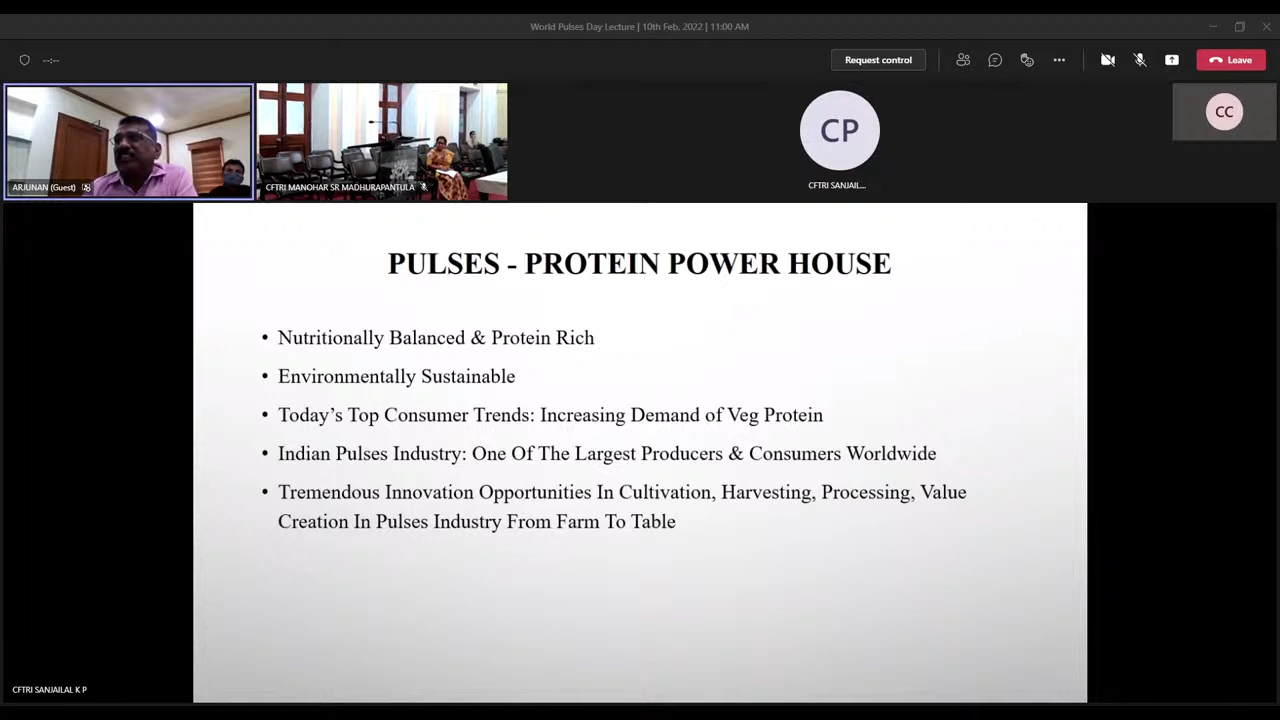 World Pulses Day Lecture | 10th Feb, 2022 | 11:00 AM
--:--
Request control
Leave
ARJUNAN (Guest)
CFTRI MANOHAR SR MADHURAPANTULA
CP
CFTRI SANJAIL...
CC
PULSES - PROTEIN POWER HOUSE
• Nutritionally Balanced & Protein Rich
• Environmentally Sustainable
• Today’s Top Consumer Trends: Increasing Demand of Veg Protein
• Indian Pulses Industry: One Of The Largest Producers & Consumers Worldwide
• Tremendous Innovation Opportunities In Cultivation, Harvesting, Processing, Value
Creation In Pulses Industry From Farm To Table
CFTRI SANJAILAL K P